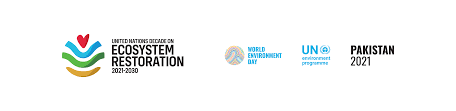 UNITED NATIONS DECADE ON
ECOSYSTEM
RESTORATION
2021-2030
WORLD
ENVIRONMENT
DAY
UN
environment
programme
PAKISTAN
2021